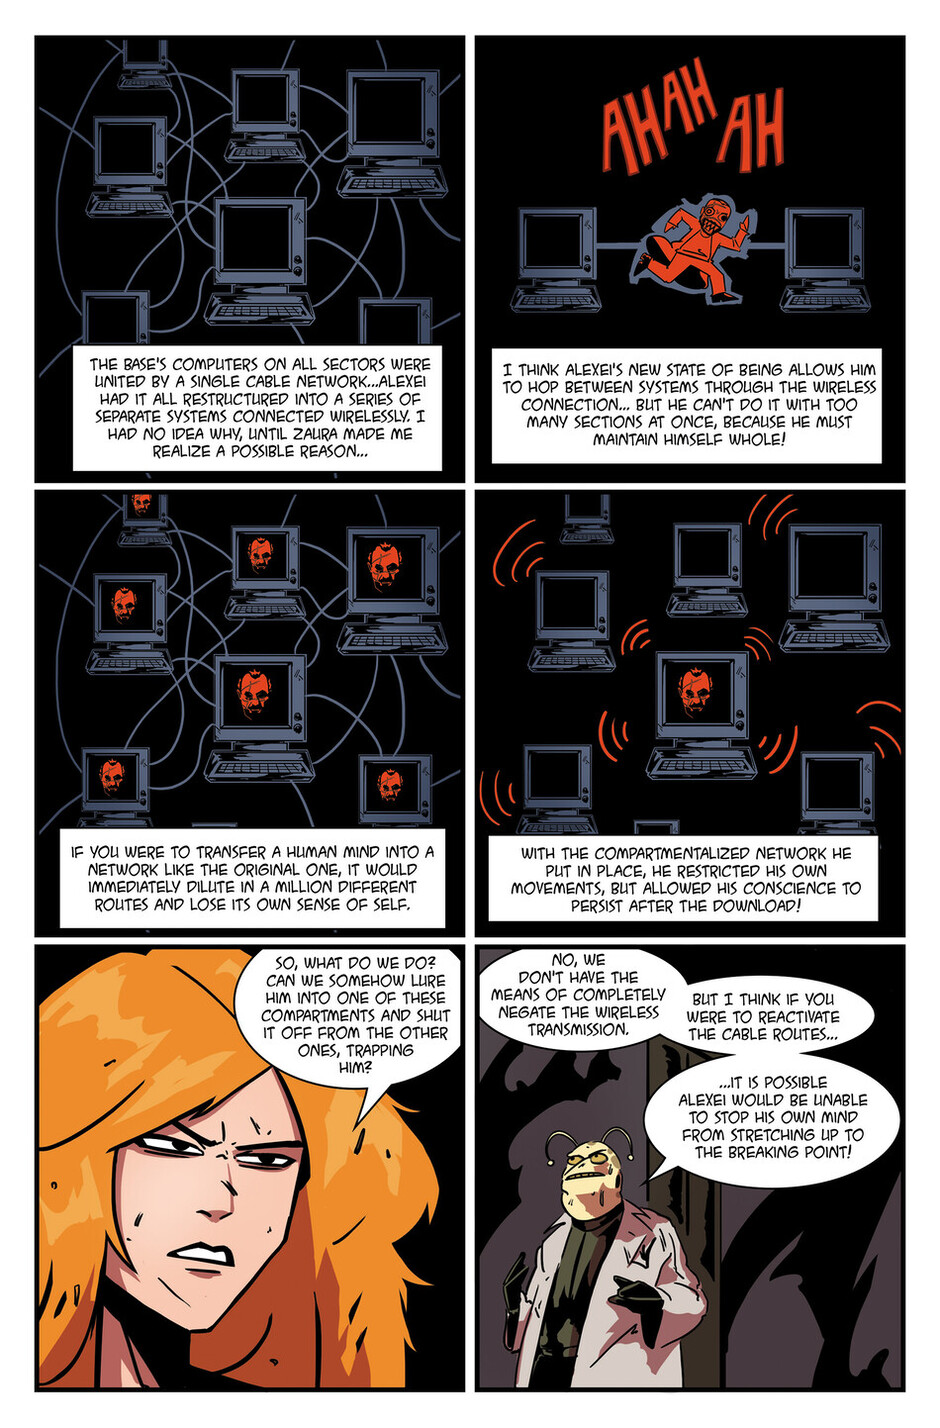 THE BASE'S COMPUTERS ON ALL SECTORS WERE
UNITED BY A SINGLE CABLE NETWORK...ALEXEI
HAD IT ALL RESTRUCTURED INTO A SERIES OF
SEPARATE SYSTEMS CONNECTED WIRELESSLY. I
HAD NO IDEA WHY, UNTIL ZAURA MADE ME
REALIZE A POSSIBLE REASON...
AH AH AH
I THINK ALEXEI'S NEW STATE OF BEING ALLOWS HIM
TO HOP BETWEEN SYSTEMS THROUGH THE WIRELESS
CONNECTION... BUT HE CAN'T DO IT WITH TOO
MANY SECTIONS AT ONCE, BECAUSE HE MUST
MAINTAIN HIMSELF WHOLE!
IF YOU WERE TO TRANSFER A HUMAN MIND INTO A
NETWORK LIKE THE ORIGINAL ONE, IT WOULD
IMMEDIATELY DILUTE IN A MILLION DIFFERENT
ROUTES AND LOSE ITS OWN SENSE OF SELF.
WITH THE COMPARTMENTALIZED NETWORK HE
PUT IN PLACE, HE RESTRICTED HIS OWN
MOVEMENTS, BUT ALLOWED HIS CONSCIENCE TO
PERSIST AFTER THE DOWNLOAD!
SO, WHAT DO WE DO?
CAN WE SOMEHOW LURE
HIM INTO ONE OF THESE
COMPARTMENTS AND SHUT
IT OFF FROM THE OTHER
ONES, TRAPPING
HIM?
NO, WE
DON'T HAVE THE
MEANS OF COMPLETELY
NEGATE THE WIRELESS
TRANSMISSION.
BUT I THINK IF YOU
WERE TO REACTIVATE
THE CABLE ROUTES...
...IT IS POSSIBLE
ALEXEI WOULD BE UNABLE
TO STOP HIS OWN MIND
FROM STRETCHING UP TO
THE BREAKING POINT!